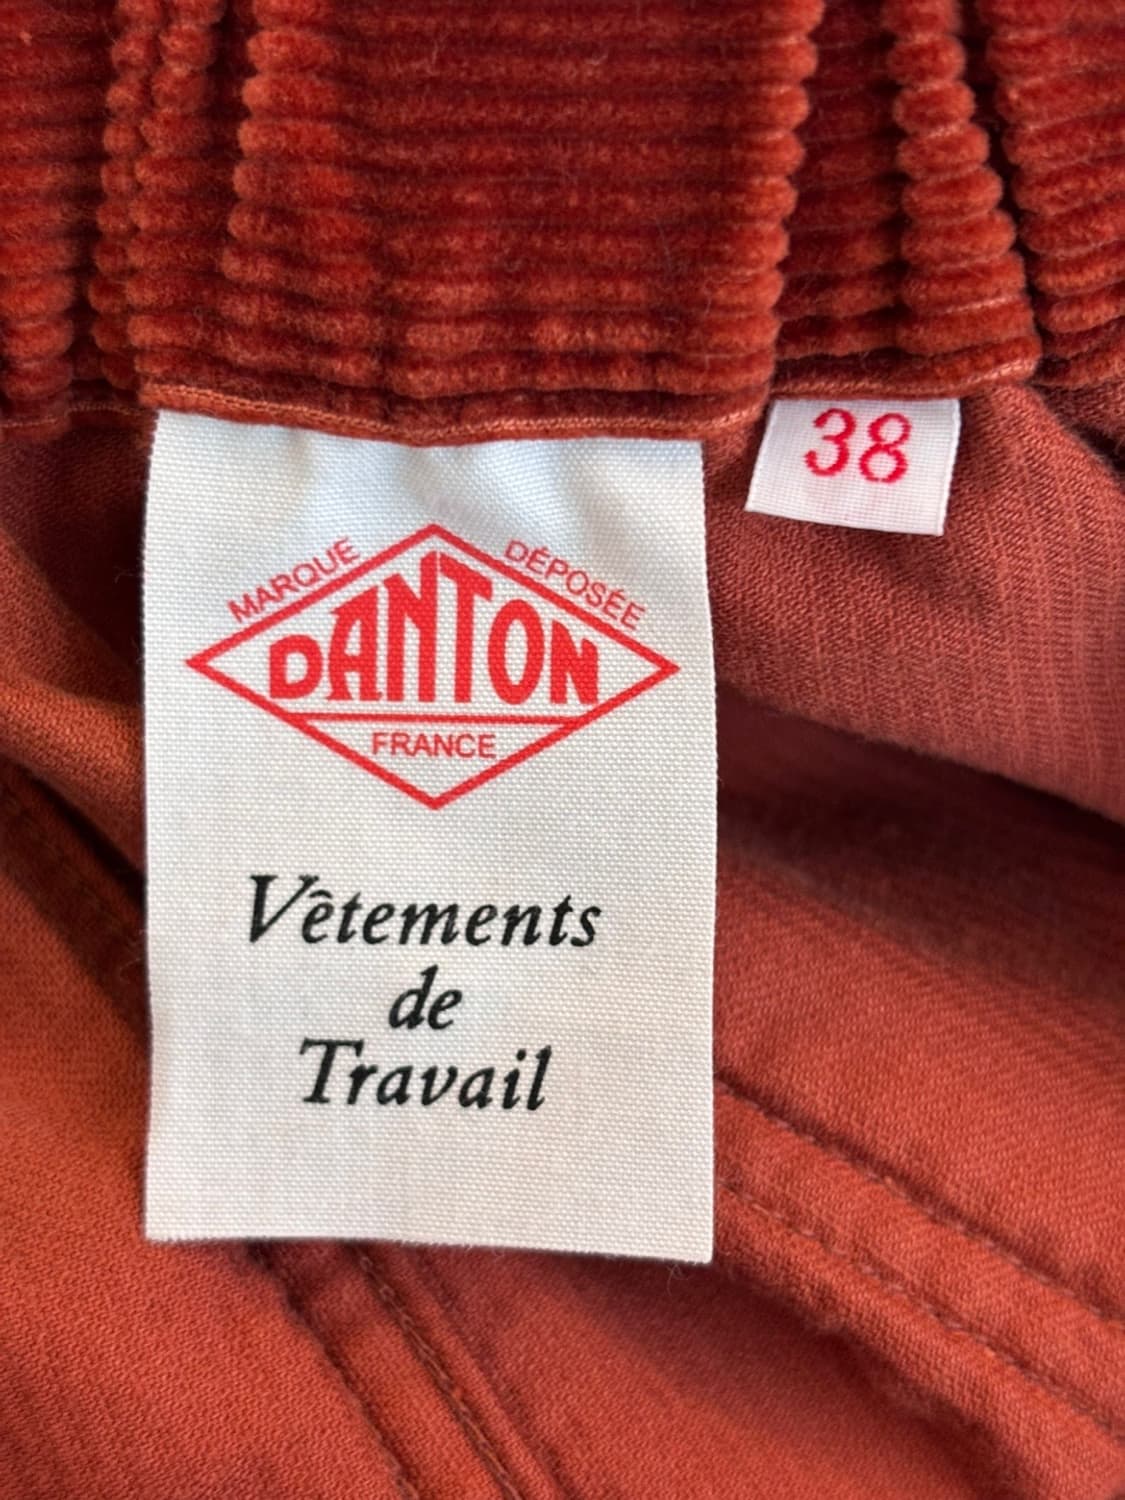 38
MARQUE DÉPOSÉE
DANTON
FRANCE
Vêtements
de
Travail